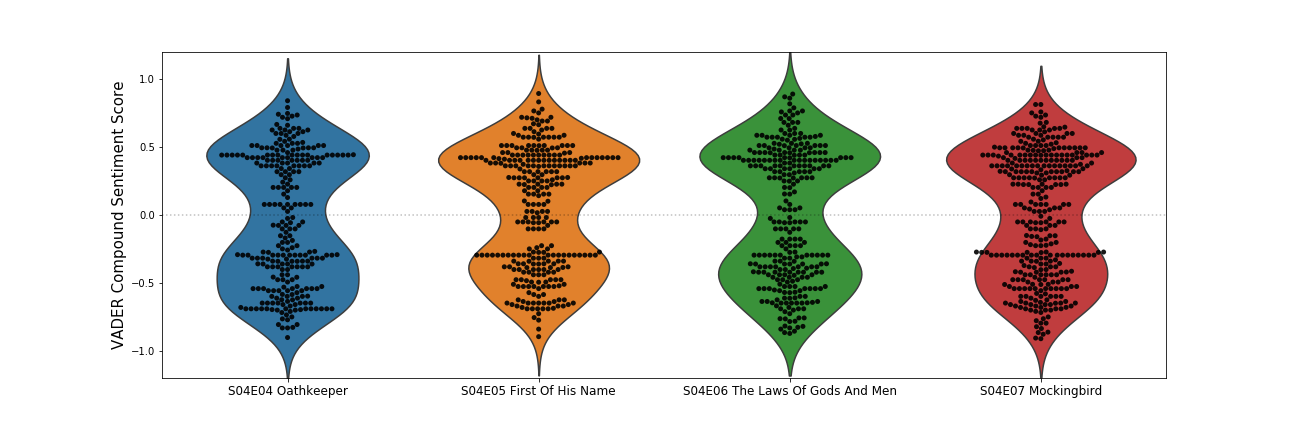 VADER Compound Sentiment Score
1.0
0.5
0.0
−0.5
−1.0
S04E04 Oathkeeper
S04E05 First Of His Name
S04E06 The Laws Of Gods And Men
S04E07 Mockingbird